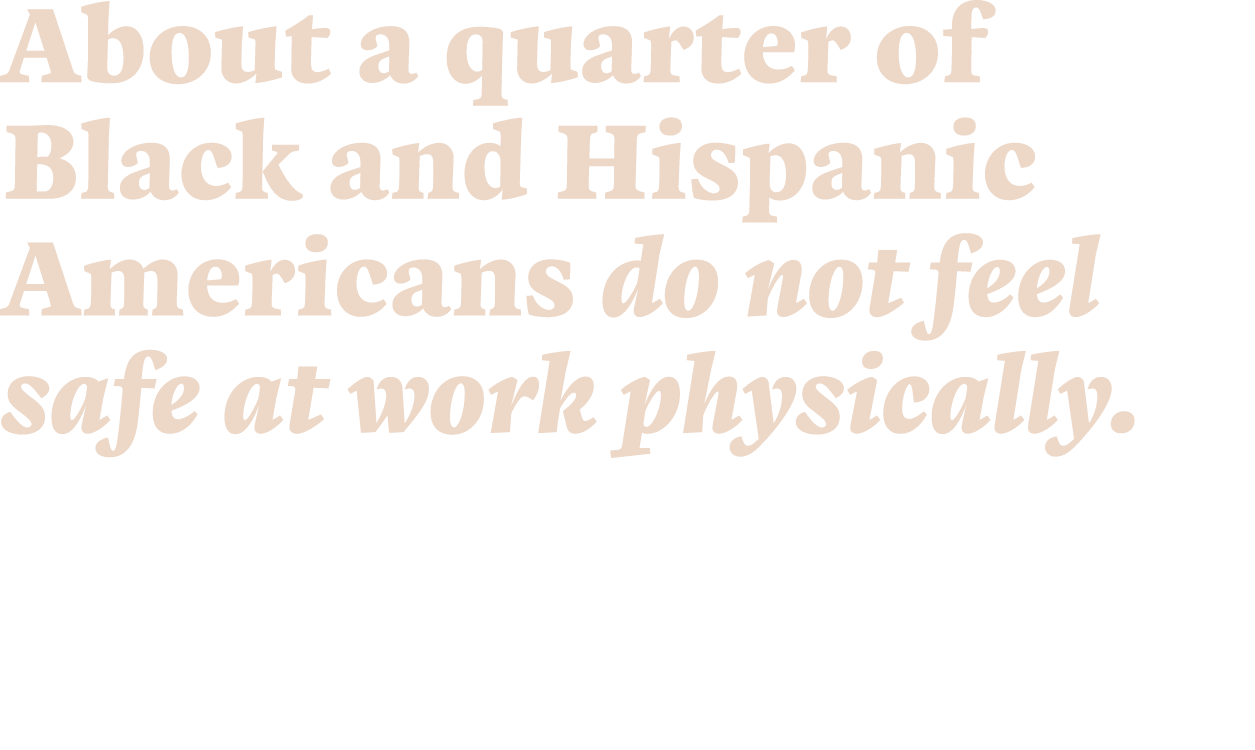 About a quarter of
Black and Hispanic
Americans do not feel
safe at work physically.